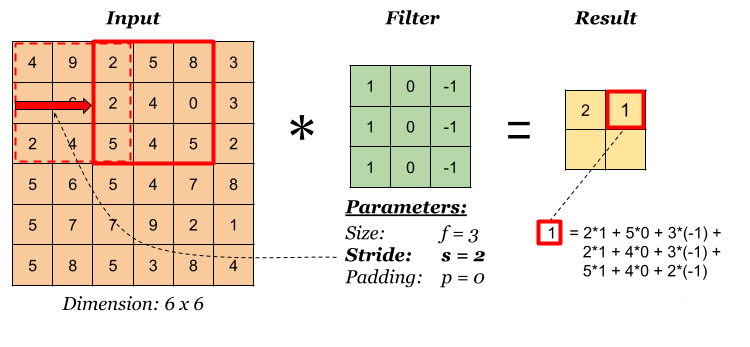 Input Filter Result
4 9 2 5 8 3
2 4 0 3
2 4 5 4 5 2
5 6 5 4 7 8
5 7 7 9 2 1
5 8 5 3 8 4
Dimension: 6 x 6
*
1 0 -1
1 0 -1
1 0 -1
Parameters:
Size: f = 3
Stride: s = 2
Padding: p = 0
=
2 1
1 = 2*1 + 5*0 + 3*(-1) +
2*1 + 4*0 + 3*(-1) +
5*1 + 4*0 + 2*(-1)